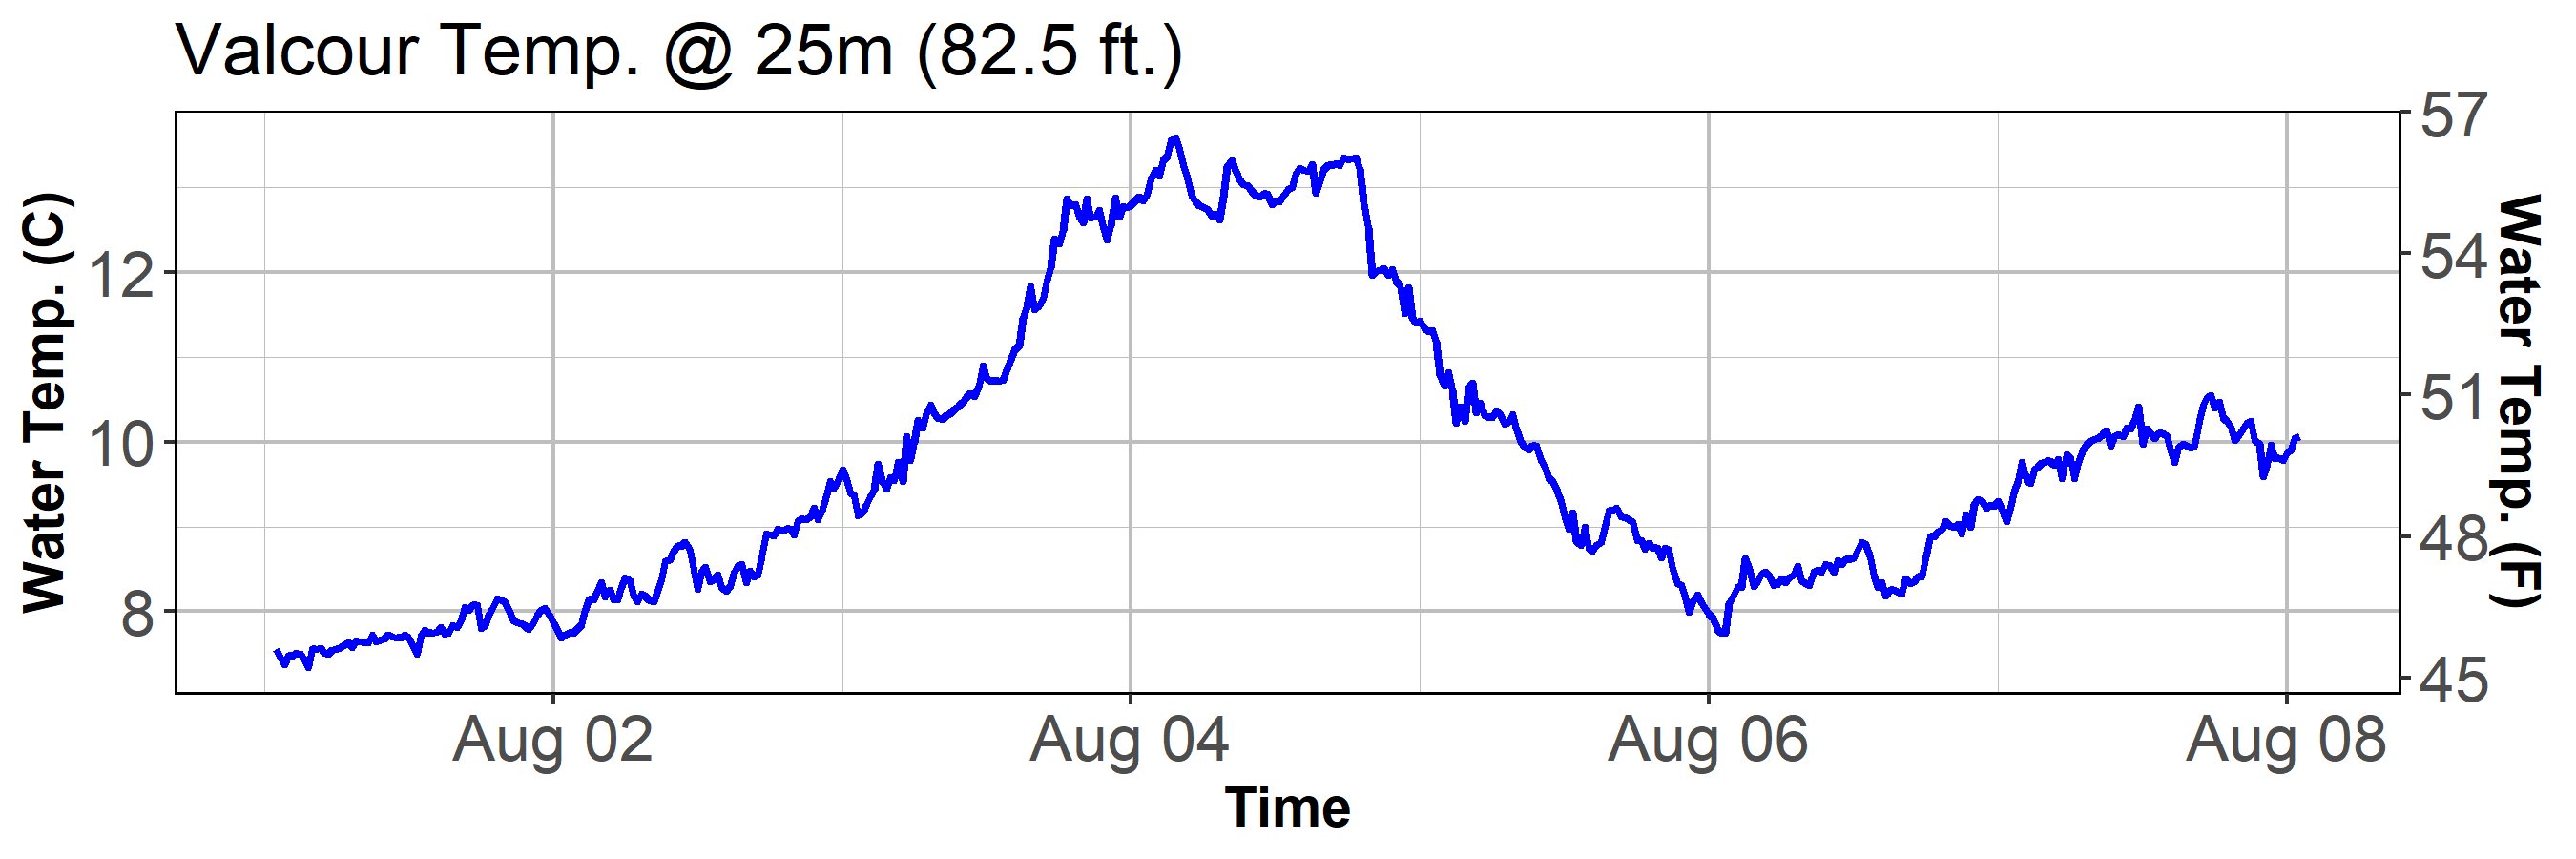 Valcour Temp. @ 25m (82.5 ft.)
Water Temp. (C)
12
10
8
57
54
51
48
45
Water Temp. (F)
Aug 02 Aug 04 Aug 06 Aug 08
Time